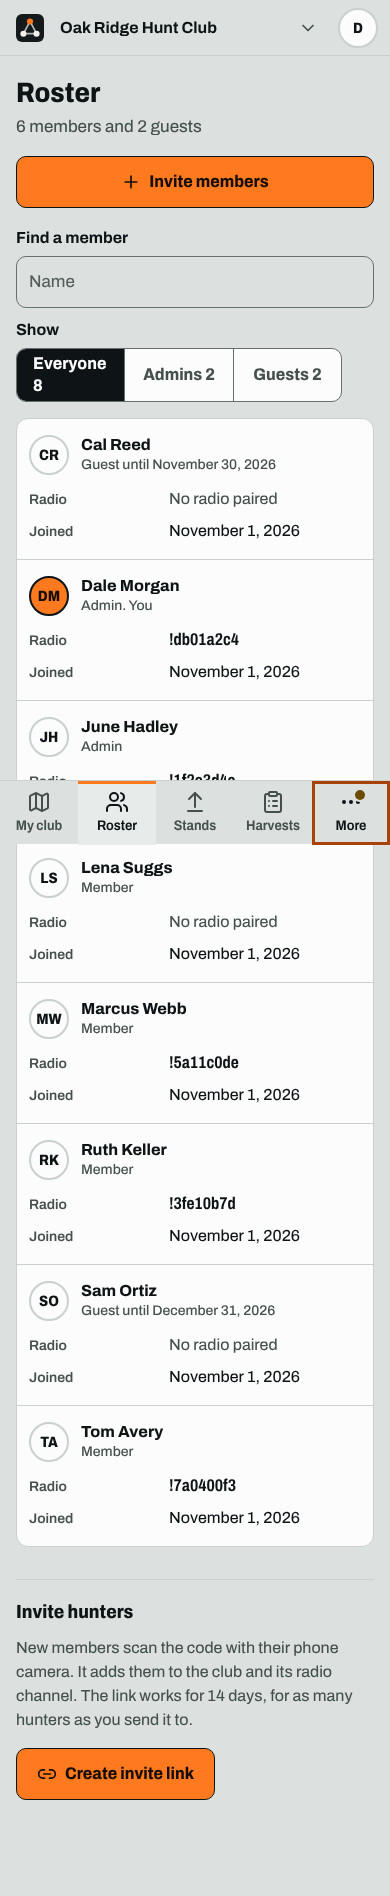 Oak Ridge Hunt Club
D
Roster
6 members and 2 guests
Invite members
Find a member
Name
Show
Everyone 8
Admins 2
Guests 2
CR
Cal Reed
Guest until November 30, 2026
Radio
No radio paired
Joined
November 1, 2026
DM
Dale Morgan
Admin. You
Radio
!db01a2c4
Joined
November 1, 2026
JH
June Hadley
Admin
My club
Roster
Stands
Harvests
More
LS
Lena Suggs
Member
Radio
No radio paired
Joined
November 1, 2026
MW
Marcus Webb
Member
Radio
!5a11c0de
Joined
November 1, 2026
RK
Ruth Keller
Member
Radio
!3fe10b7d
Joined
November 1, 2026
SO
Sam Ortiz
Guest until December 31, 2026
Radio
No radio paired
Joined
November 1, 2026
TA
Tom Avery
Member
Radio
!7a0400f3
Joined
November 1, 2026
Invite hunters
New members scan the code with their phone
camera. It adds them to the club and its radio
channel. The link works for 14 days, for as many
hunters as you send it to.
Create invite link